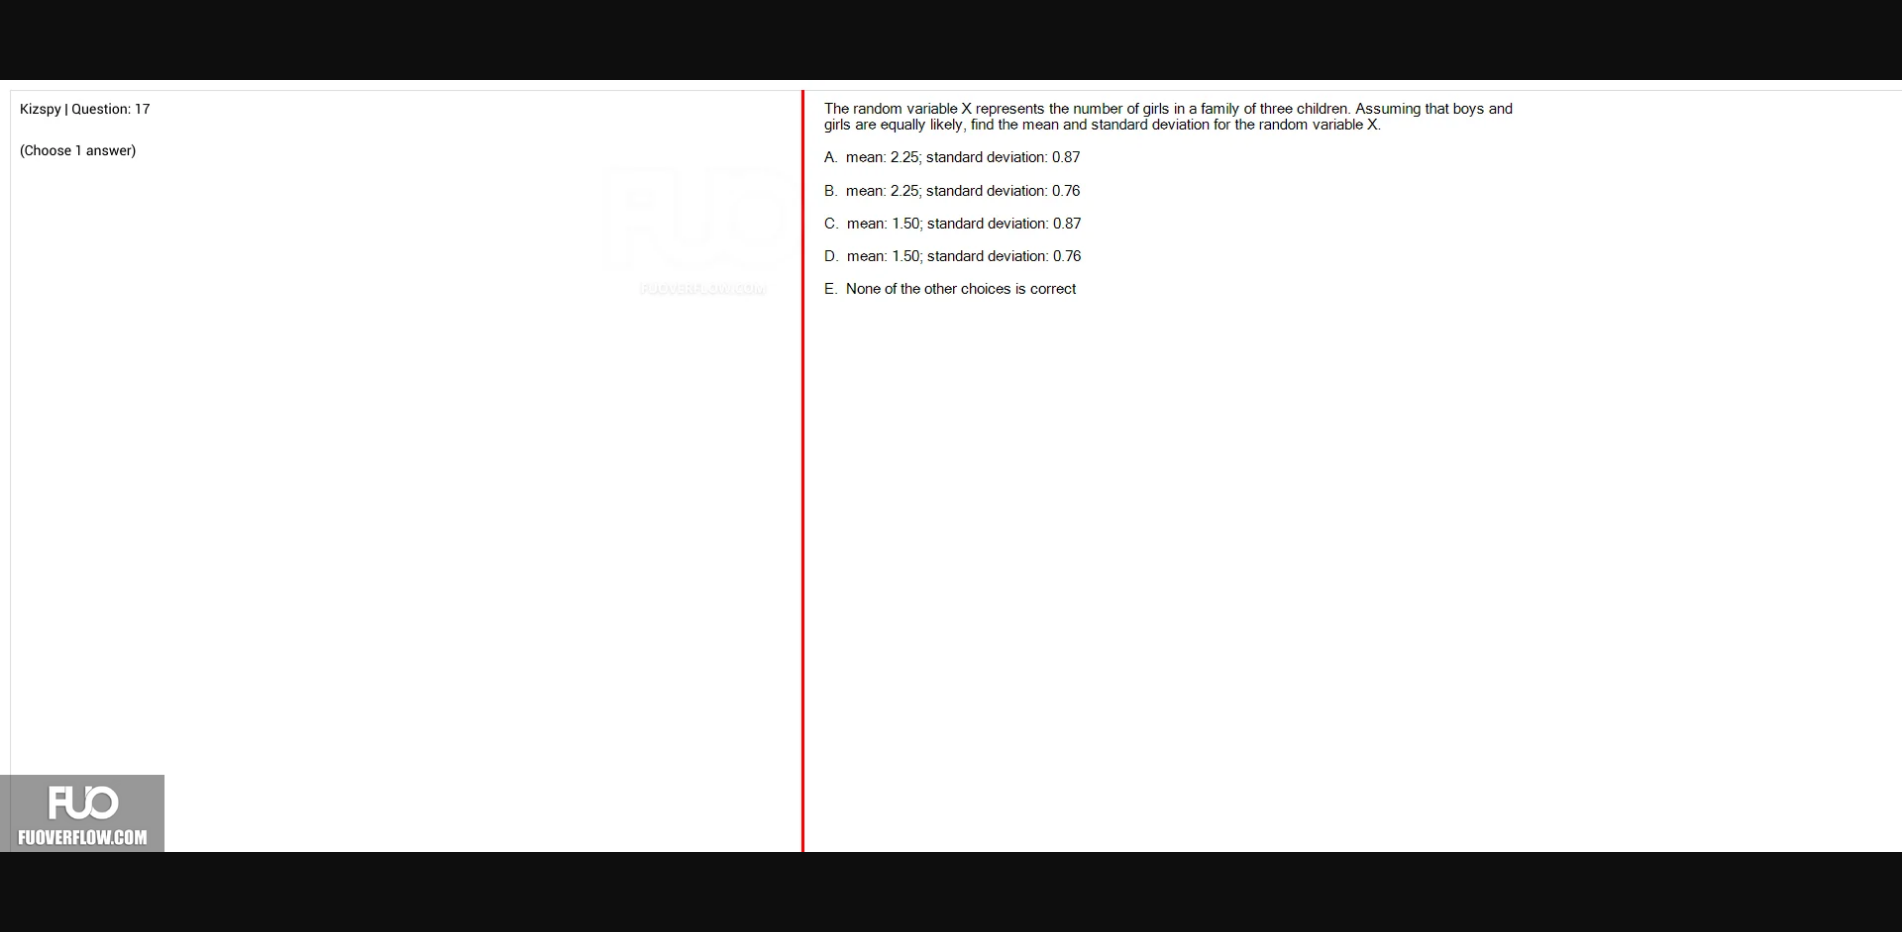 Kizspy | Question: 17
(Choose 1 answer)
The random variable X represents the number of girls in a family of three children. Assuming that boys and
girls are equally likely, find the mean and standard deviation for the random variable X.
A. mean: 2.25; standard deviation: 0.87
B. mean: 2.25; standard deviation: 0.76
C. mean: 1.50; standard deviation: 0.87
D. mean: 1.50; standard deviation: 0.76
E. None of the other choices is correct
FUO
FUOVERFLOW.COM
FUO
FUOVERFLOW.COM